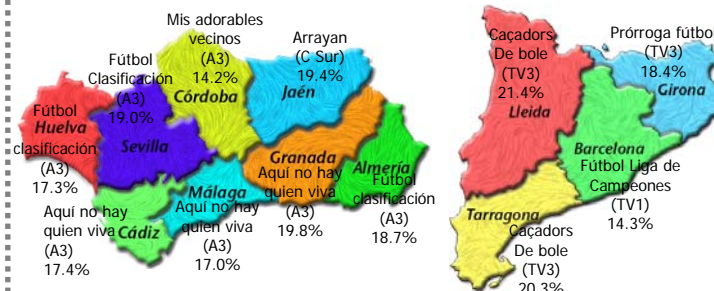 Mis adorables
vecinos
(A3)
14.2%
Córdoba
Arrayan
(C Sur)
19.4%
Jaén
Fútbol
Clasificación
(A3)
19.0%
Sevilla
Fútbol
Huelva
clasificación
(A3)
17.3%
Granada
Aquí no hay
quien viva
(A3)
19.8%
Almería
Fútbol
clasificación
(A3)
18.7%
Málaga
Aquí no hay
quien viva
(A3)
17.0%
Aquí no hay
quien viva
(A3)
17.4%
Cádiz
Caçadors
De bole
(TV3)
21.4%
Lleida
Prórroga fútbol
(TV3)
18.4%
Girona
Barcelona
Fútbol Liga de
Campeones
(TV1)
14.3%
Tarragona
Caçadors
De bole
(TV3)
20.3%